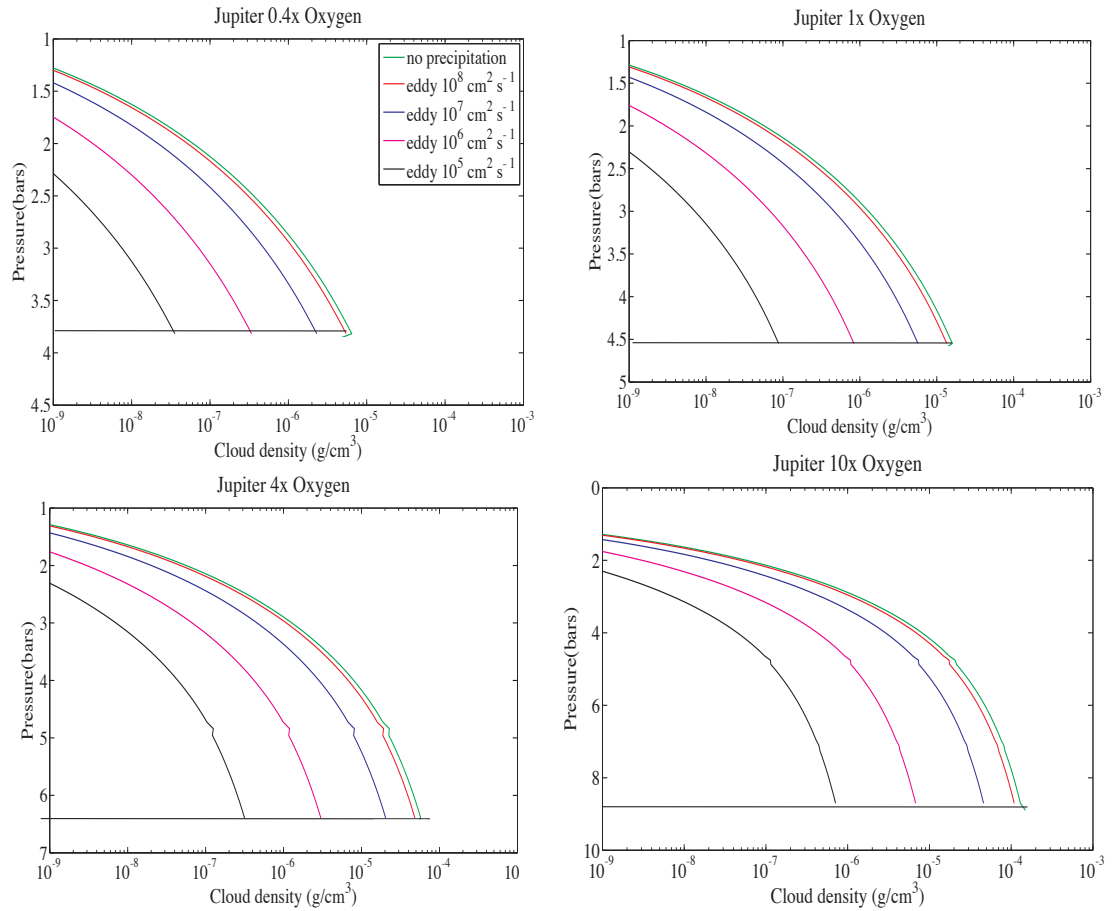 Jupiter 0.4x Oxygen
1
1.5
2
2.5
3
3.5
4
4.5
Pressure(bars)
no precipitation
eddy 10^8 cm^2 s^-1
eddy 10^7 cm^2 s^-1
eddy 10^6 cm^2 s^-1
eddy 10^5 cm^2 s^-1
10^-9 10^-8 10^-7 10^-6 10^-5 10^-4 10^-3
Cloud density (g/cm^3)
Jupiter 1x Oxygen
1
1.5
2
2.5
3
3.5
4
4.5
5
Pressure(bars)
10^-9 10^-8 10^-7 10^-6 10^-5 10^-4 10^-3
Cloud density (g/cm^3)
Jupiter 4x Oxygen
1
2
3
4
5
6
7
Pressure(bars)
10^-9 10^-8 10^-7 10^-6 10^-5 10^-4 10
Cloud density (g/cm^3)
Jupiter 10x Oxygen
0
2
4
6
8
10
Pressure(bars)
10^-9 10^-8 10^-7 10^-6 10^-5 10^-4 10^-3
Cloud density (g/cm^3)